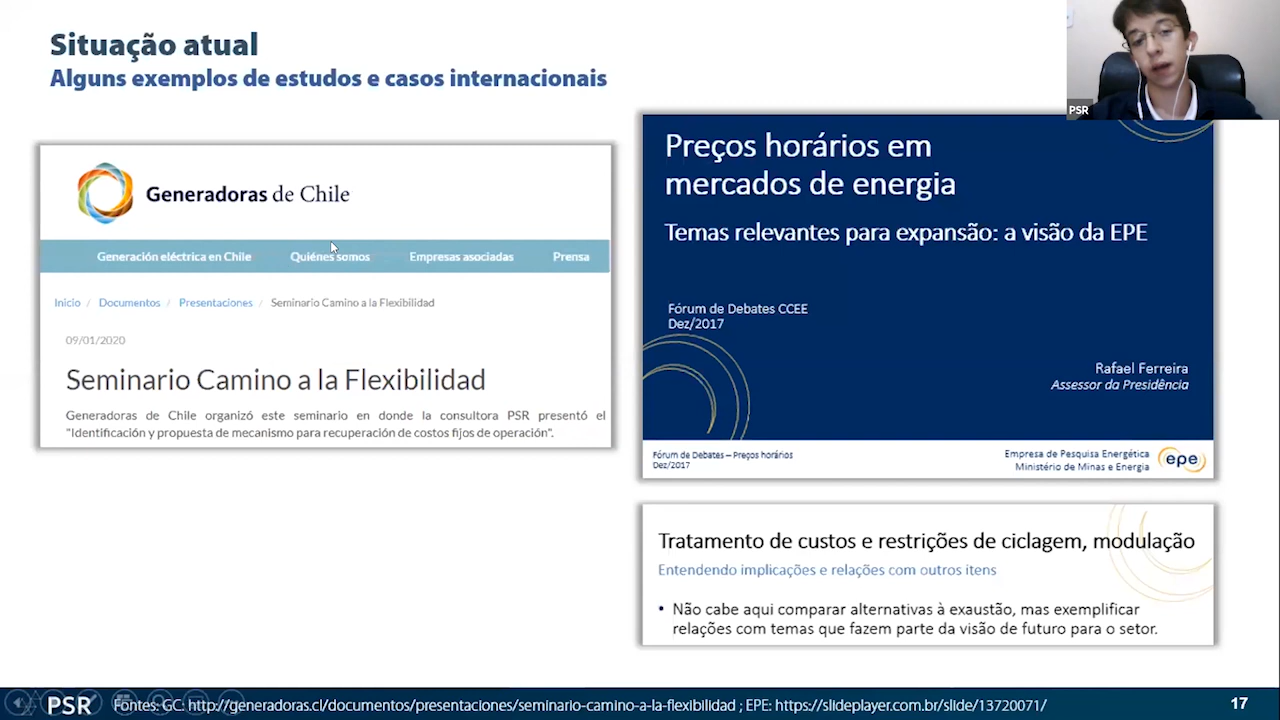 Situação atual
Alguns exemplos de estudos e casos internacionais
PSR
Generadoras de Chile
Generación eléctrica en Chile Quiénes somos Empresas asociadas Prensa
Inicio / Documentos / Presentaciones / Seminario Camino a la Flexibilidad
09/01/2020
Seminario Camino a la Flexibilidad
Generadoras de Chile organizó este seminario en donde la consultora PSR presentó el
"Identificación y propuesta de mecanismo para recuperación de costos fijos de operación".
Preços horários em
mercados de energia
Temas relevantes para expansão: a visão da EPE
Fórum de Debates CCEE
Dez/2017
Rafael Ferreira
Assessor da Presidência
Fórum de Debates – Preços horários
Dez/2017
Empresa de Pesquisa Energética
Ministério de Minas e Energia
epe
Tratamento de custos e restrições de ciclagem, modulação
Entendendo implicações e relações com outros itens
• Não cabe aqui comparar alternativas à exaustão, mas exemplificar
relações com temas que fazem parte da visão de futuro para o setor.
PSR Fontes: GC: http://generadoras.cl/documentos/presentaciones/seminario-camino-a-la-flexibilidad ; EPE: https://slideplayer.com.br/slide/13720071/ 17